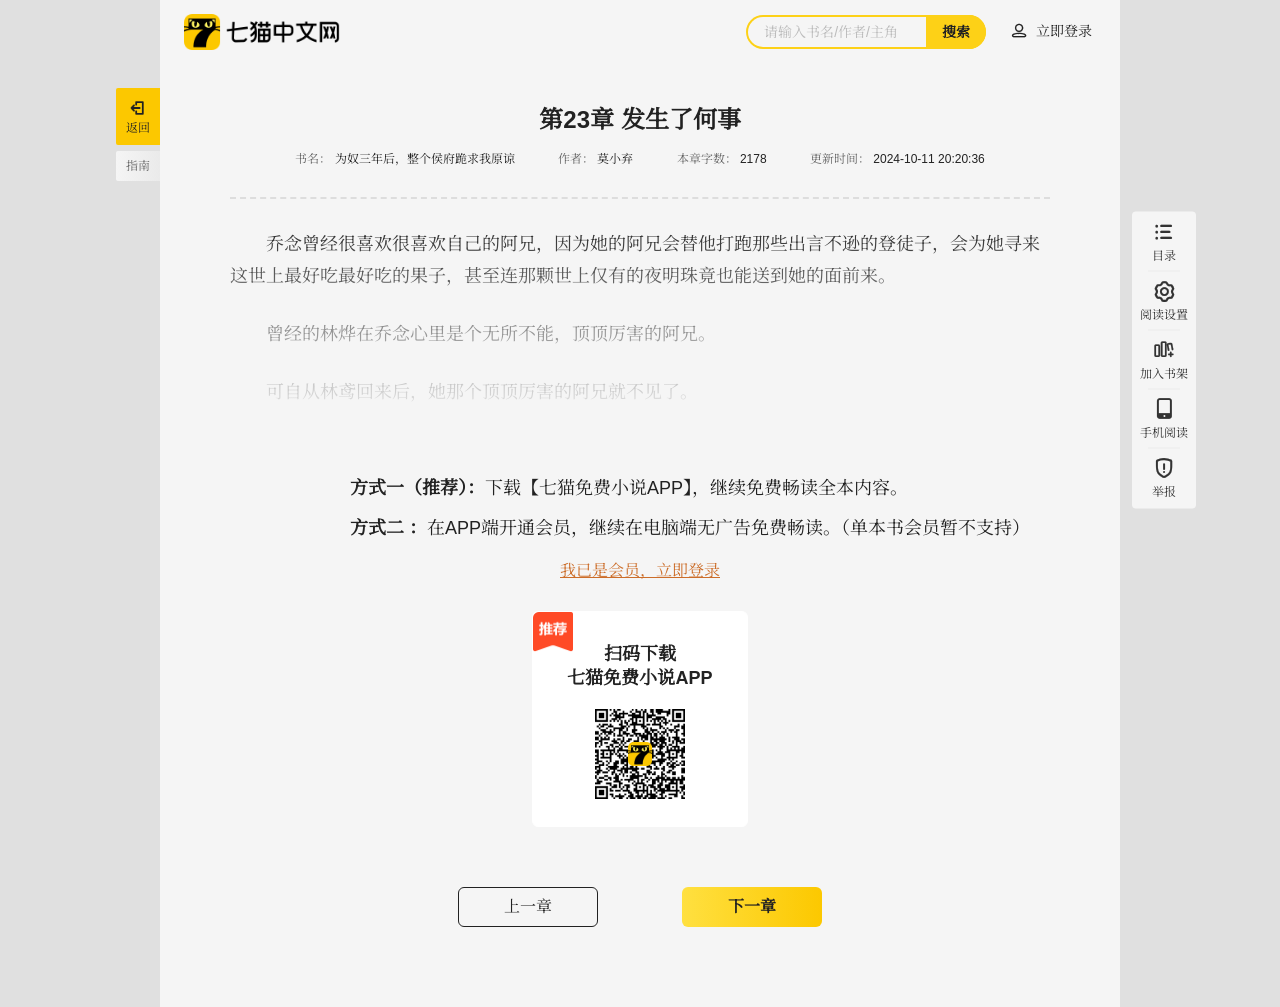 七猫中文网
请输入书名/作者/主角
搜索
立即登录
返回
指南
第23章 发生了何事
书名： 为奴三年后，整个侯府跪求我原谅 作者： 莫小弃 本章字数： 2178 更新时间： 2024-10-11 20:20:36
乔念曾经很喜欢很喜欢自己的阿兄，因为她的阿兄会替他打跑那些出言不逊的登徒子，会为她寻来
这世上最好吃最好吃的果子，甚至连那颗世上仅有的夜明珠竟也能送到她的面前来。
曾经的林烨在乔念心里是个无所不能，顶顶厉害的阿兄。
可自从林鸢回来后，她那个顶顶厉害的阿兄就不见了。
目录
阅读设置
加入书架
手机阅读
举报
方式一（推荐）： 下载【七猫免费小说APP】，继续免费畅读全本内容。
方式二 ： 在APP端开通会员，继续在电脑端无广告免费畅读。（单本书会员暂不支持）
我已是会员，立即登录
推荐
扫码下载
七猫免费小说APP
上一章
下一章